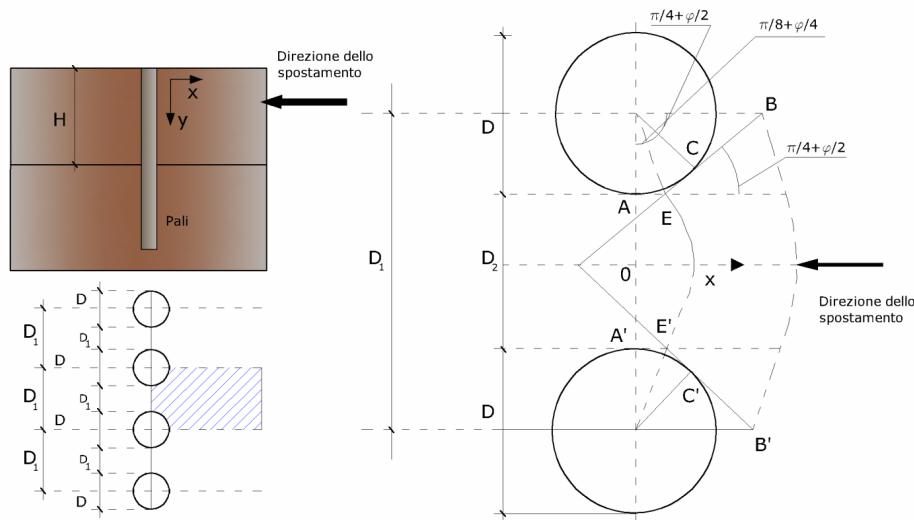 Direzione dello
spostamento
H
x
y
Pali
D
D1
D1
D
D1
D1
D
D1
D1
D
π/4+φ/2
π/8+φ/4
D
B
C
π/4+φ/2
A
E
D1
D2
0
x
Direzione dello
spostamento
E'
A'
D
C'
B'